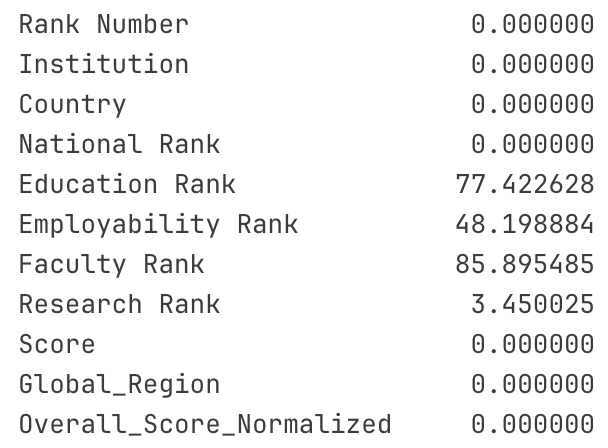 Rank Number 0.000000
Institution 0.000000
Country 0.000000
National Rank 0.000000
Education Rank 77.422628
Employability Rank 48.198884
Faculty Rank 85.895485
Research Rank 3.450025
Score 0.000000
Global_Region 0.000000
Overall_Score_Normalized 0.000000